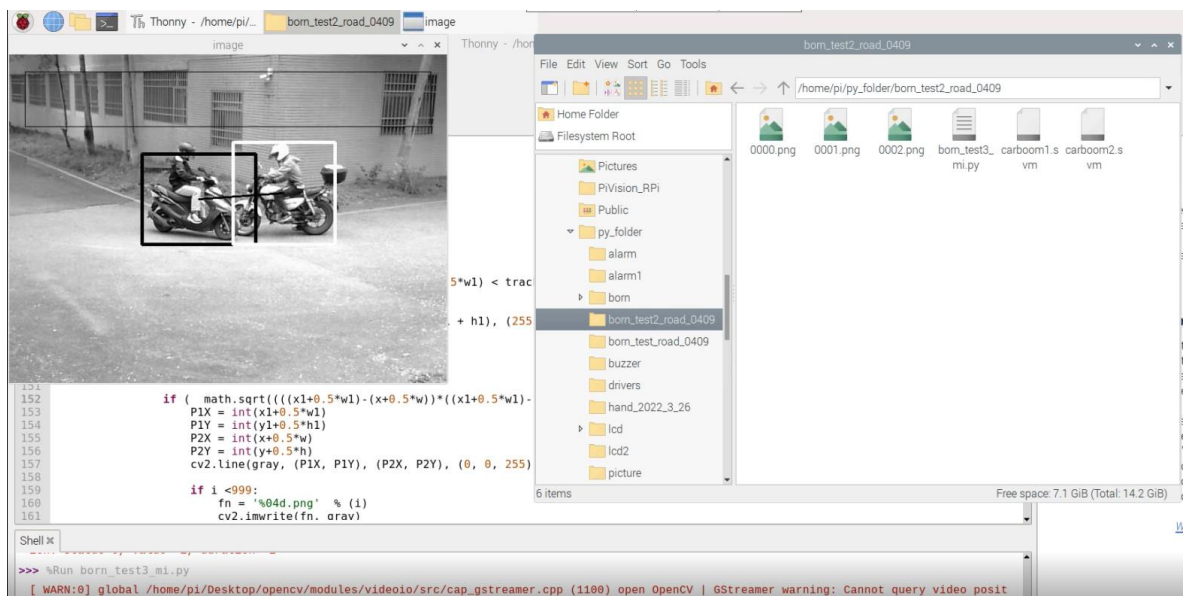 Thonny - /home/pi/...
born_test2_road_0409
image
image
Thonny - /hon
born_test2_road_0409
File Edit View Sort Go Tools
/home/pi/py_folder/born_test2_road_0409
Home Folder
Filesystem Root
Pictures
PiVision_RPi
Public
py_folder
alarm
alarm1
born
born_test2_road_0409
born_test_road_0409
buzzer
drivers
hand_2022_3_26
lcd
lcd2
picture
0000.png
0001.png
0002.png
born_test3_
mi.py
carboom1.s
vm
carboom2.s
vm
6 items
Free space: 7.1 GiB (Total: 14.2 GiB)
5*w1) < trac
+ h1), (255
151
152 if ( math.sqrt((((x1+0.5*w1)-(x+0.5*w))*((x1+0.5*w1)-
153 P1X = int(x1+0.5*w1)
154 P1Y = int(y1+0.5*h1)
155 P2X = int(x+0.5*w)
156 P2Y = int(y+0.5*h)
157 cv2.line(gray, (P1X, P1Y), (P2X, P2Y), (0, 0, 255)
158
159 if i <999:
160 fn = '%04d.png' % (i)
161 cv2.imwrite(fn, gray)
Shell
>>> %Run born_test3_mi.py
[ WARN:0] global /home/pi/Desktop/opencv/modules/videoio/src/cap_gstreamer.cpp (1100) open OpenCV | GStreamer warning: Cannot query video posit